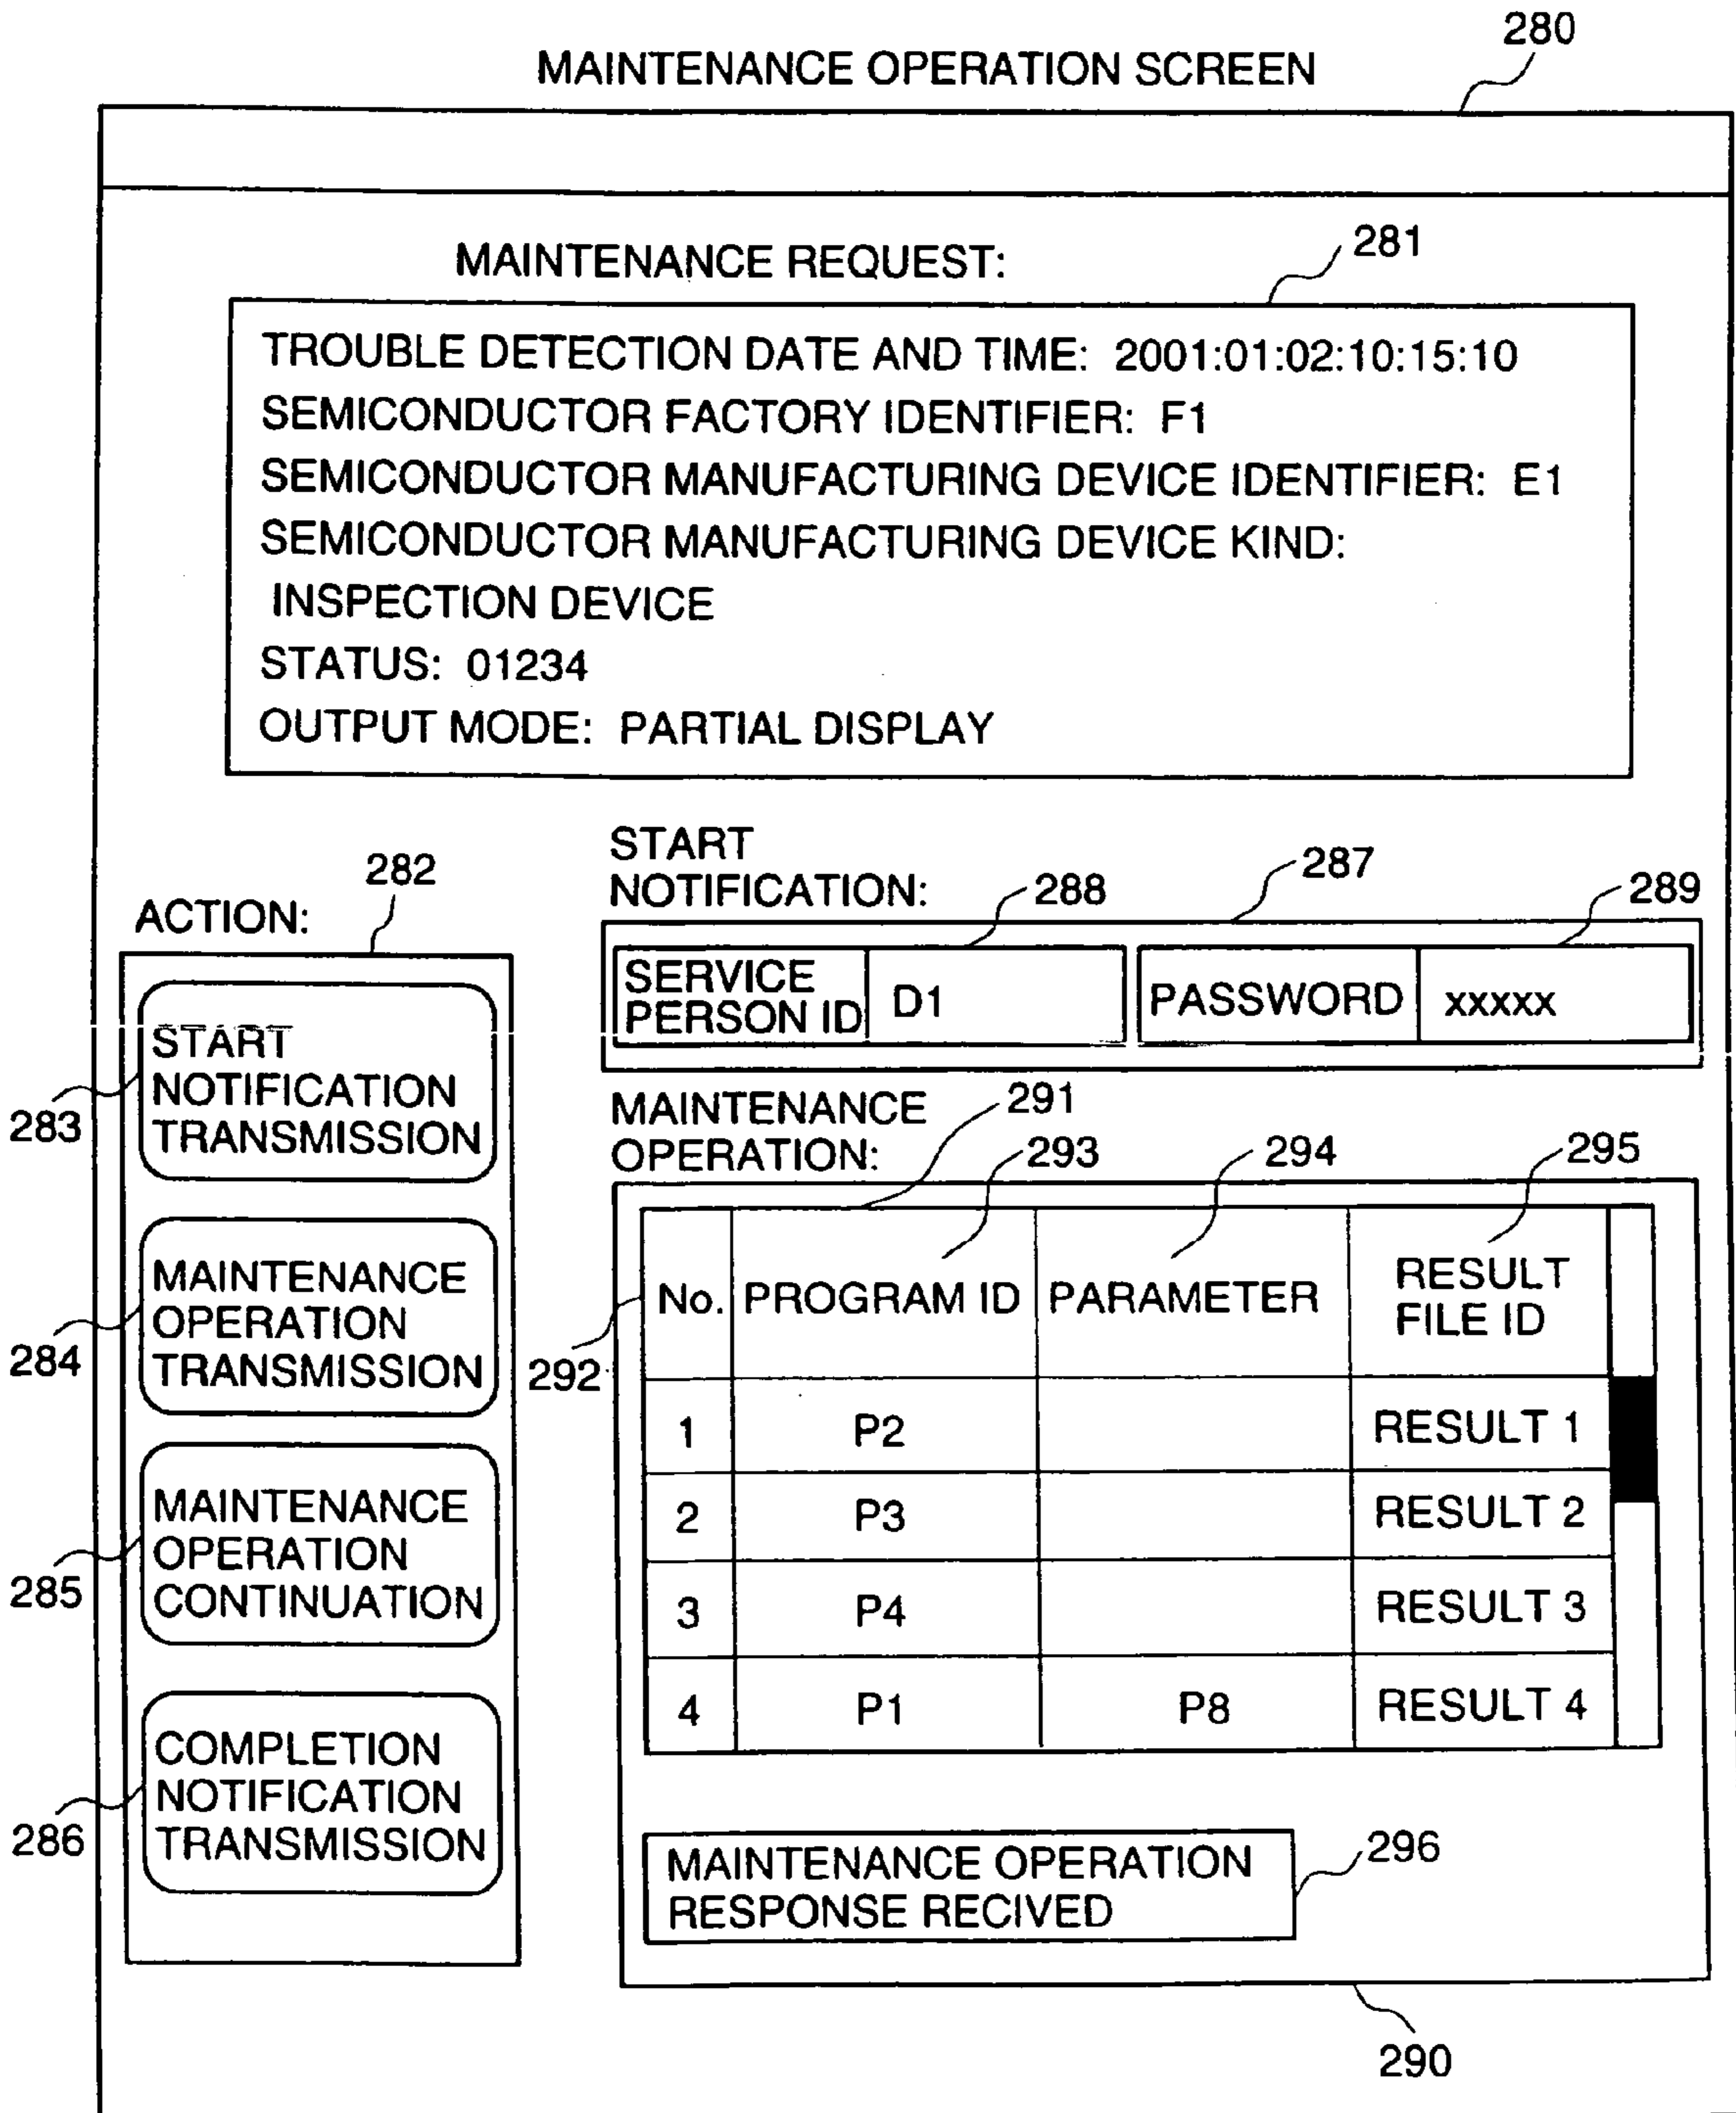 280
MAINTENANCE OPERATION SCREEN
MAINTENANCE REQUEST:
281
TROUBLE DETECTION DATE AND TIME: 2001:01:02:10:15:10
SEMICONDUCTOR FACTORY IDENTIFIER: F1
SEMICONDUCTOR MANUFACTURING DEVICE IDENTIFIER: E1
SEMICONDUCTOR MANUFACTURING DEVICE KIND:
INSPECTION DEVICE
STATUS: 01234
OUTPUT MODE: PARTIAL DISPLAY
ACTION:
282
START
NOTIFICATION
TRANSMISSION
283
MAINTENANCE
OPERATION
TRANSMISSION
284
MAINTENANCE
OPERATION
CONTINUATION
285
COMPLETION
NOTIFICATION
TRANSMISSION
286
START
NOTIFICATION:
288
287
289
SERVICE
PERSON ID
D1
PASSWORD
xxxxx
MAINTENANCE
OPERATION:
291
293
294
295
292
No. PROGRAM ID PARAMETER RESULT
FILE ID
1 P2 RESULT 1
2 P3 RESULT 2
3 P4 RESULT 3
4 P1 P8 RESULT 4
MAINTENANCE OPERATION
RESPONSE RECIVED
296
290